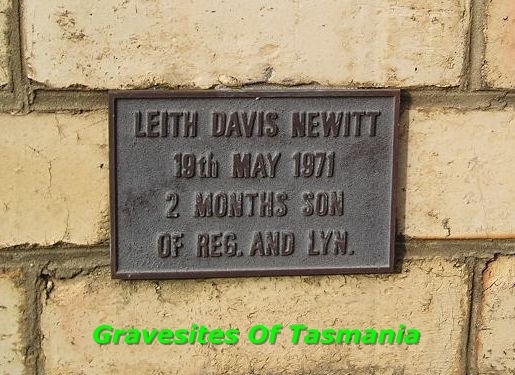 LEITH DAVIS NEWITT
19th MAY 1971
2 MONTHS SON
OF REG. AND LYN.
Gravesites Of Tasmania